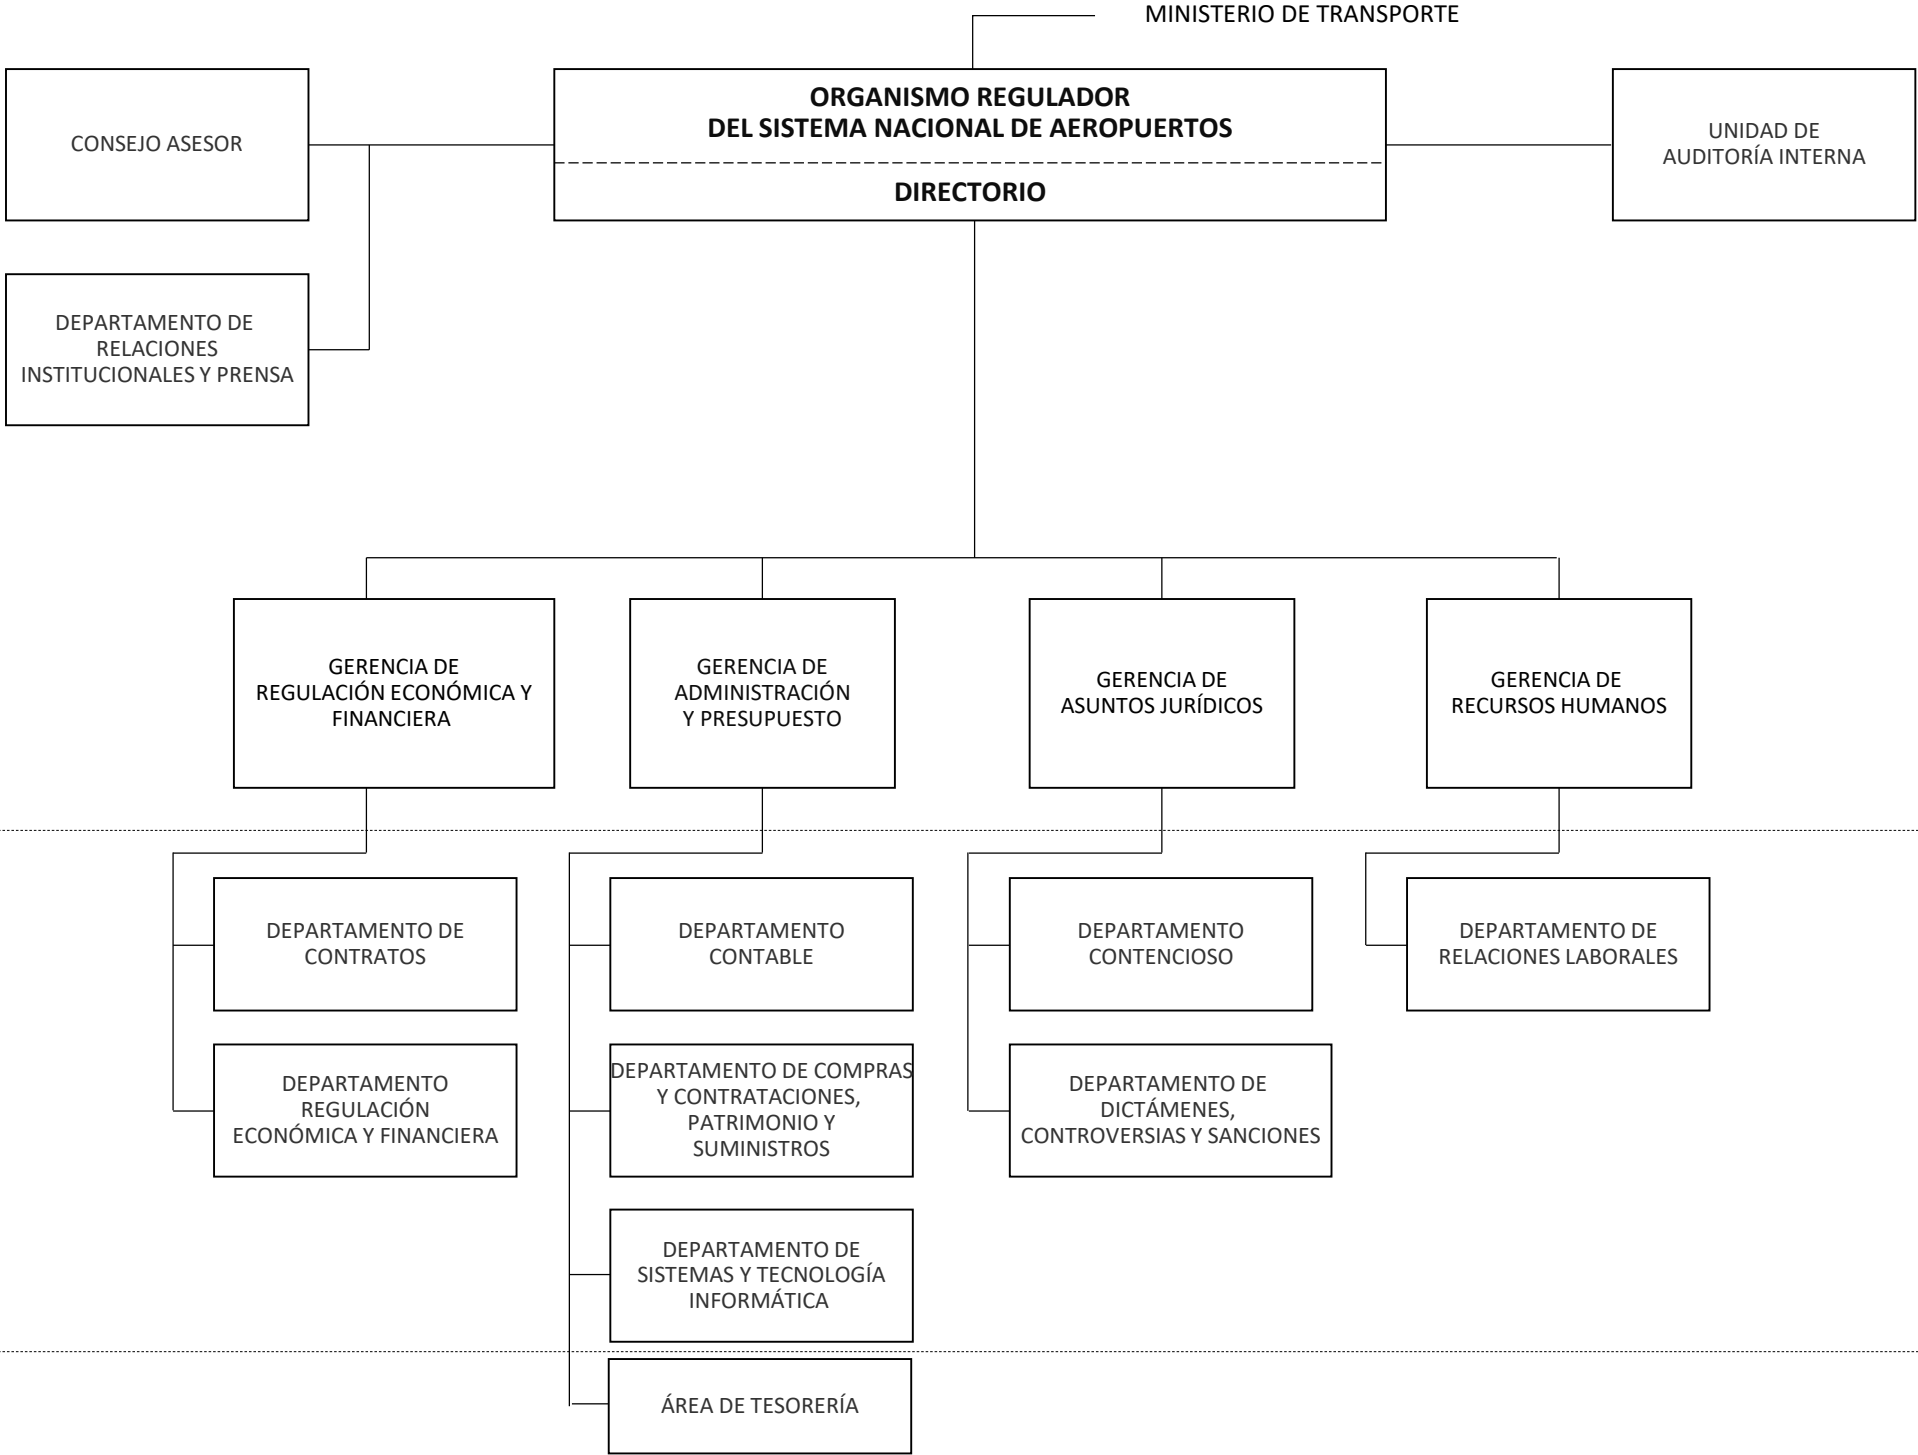 MINISTERIO DE TRANSPORTE
ORGANISMO REGULADOR
DEL SISTEMA NACIONAL DE AEROPUERTOS
DIRECTORIO
CONSEJO ASESOR
UNIDAD DE
AUDITORÍA INTERNA
DEPARTAMENTO DE
RELACIONES
INSTITUCIONALES Y PRENSA
GERENCIA DE
REGULACIÓN ECONÓMICA Y
FINANCIERA
GERENCIA DE
ADMINISTRACIÓN
Y PRESUPUESTO
GERENCIA DE
ASUNTOS JURÍDICOS
GERENCIA DE
RECURSOS HUMANOS
DEPARTAMENTO DE
CONTRATOS
DEPARTAMENTO
REGULACIÓN
ECONÓMICA Y FINANCIERA
DEPARTAMENTO
CONTABLE
DEPARTAMENTO DE COMPRAS
Y CONTRATACIONES,
PATRIMONIO Y
SUMINISTROS
DEPARTAMENTO DE
SISTEMAS Y TECNOLOGÍA
INFORMÁTICA
ÁREA DE TESORERÍA
DEPARTAMENTO
CONTENCIOSO
DEPARTAMENTO DE
DICTÁMENES,
CONTROVERSIAS Y SANCIONES
DEPARTAMENTO DE
RELACIONES LABORALES